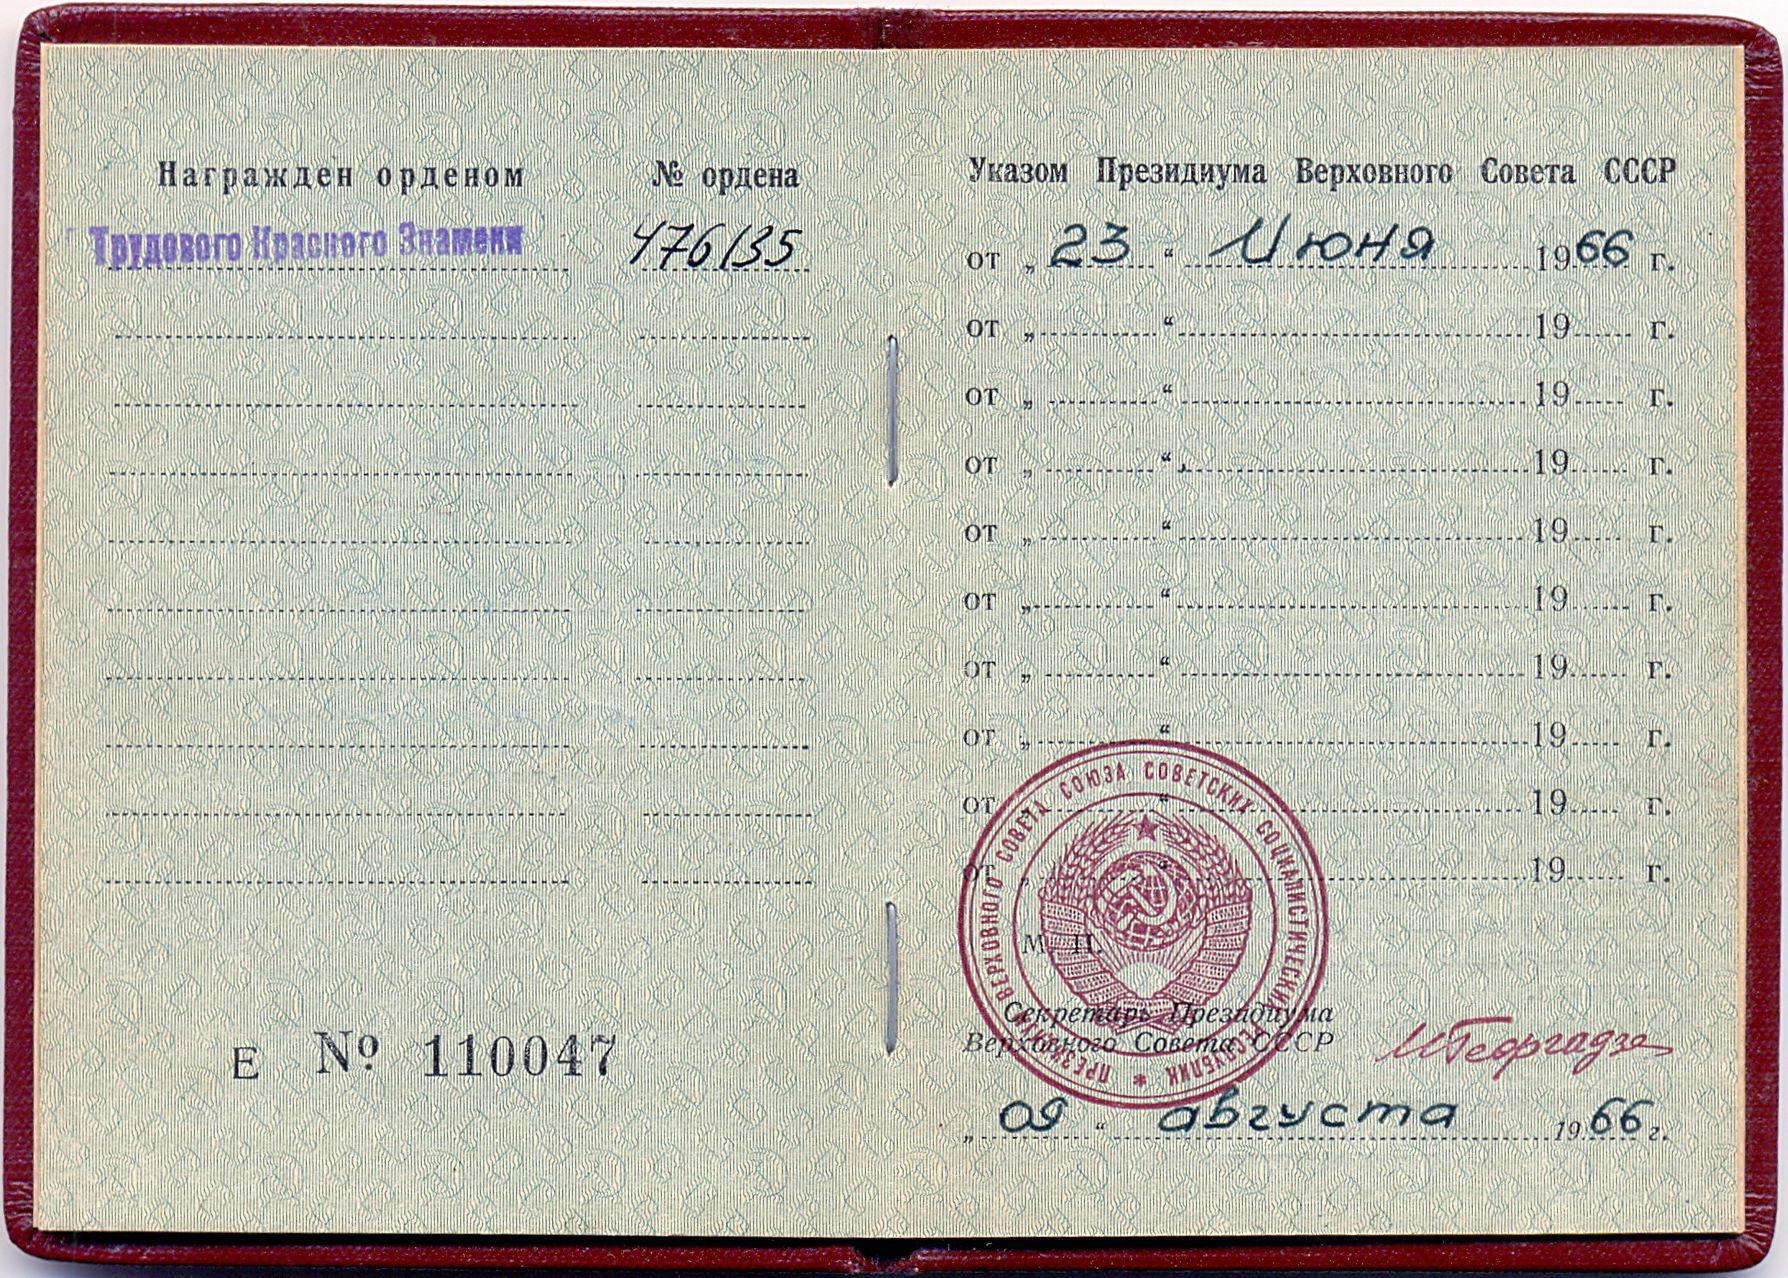 Награжден орденом № ордена
Трудового Красного Знамени 476135
Е № 110047
Указом Президиума Верховного Совета СССР
от „ 23 “ Июня 1966 г.
от „ “ 19 г.
от „ “ 19 г.
от „ “ 19 г.
от „ “ 19 г.
от „ “ 19 г.
от „ “ 19 г.
от „ “ 19 г.
от „ “ 19 г.
от „ “ 19 г.
ПРЕЗИДИУМ ВЕРХОВНОГО СОВЕТА СОЮЗА СОВЕТСКИХ СОЦИАЛИСТИЧЕСКИХ РЕСПУБЛИК *
М. П.
Секретарь Президиума
Верховного Совета СССР МГеоргадзе
„ 09 “ августа 1966 г.